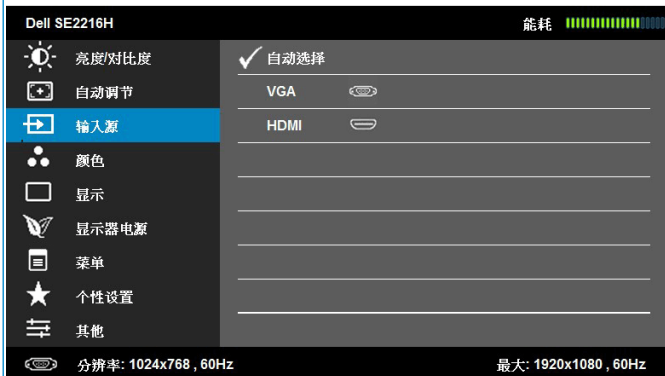 Dell SE2216H 能耗
亮度/对比度 自动选择
自动调节 VGA
输入源 HDMI
颜色
显示
显示器电源
菜单
个性设置
其他
分辨率: 1024x768 , 60Hz 最大: 1920x1080 , 60Hz